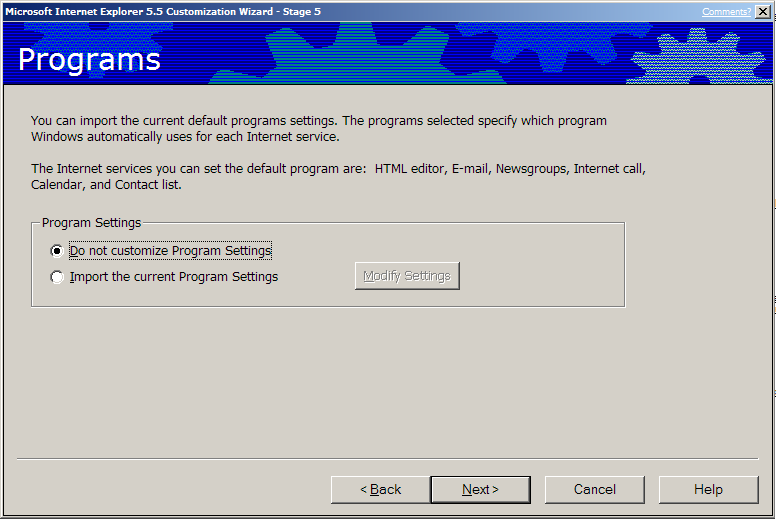 Microsoft Internet Explorer 5.5 Customization Wizard - Stage 5
Comments?
Programs
You can import the current default programs settings. The programs selected specify which program
Windows automatically uses for each Internet service.
The Internet services you can set the default program are: HTML editor, E-mail, Newsgroups, Internet call,
Calendar, and Contact list.
Program Settings
Do not customize Program Settings
Import the current Program Settings
Modify Settings
< Back
Next >
Cancel
Help